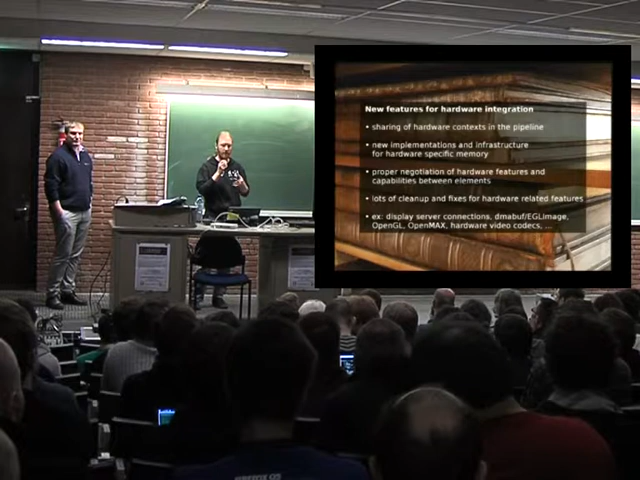 New features for hardware integration
• sharing of hardware contexts in the pipeline
• new implementations and infrastructure
for hardware specific memory
• proper negotiation of hardware features and
capabilities between elements
• lots of cleanup and fixes for hardware related features
• ex: display server connections, dmabuf/EGLImage,
OpenGL, OpenMAX, hardware video codecs, ...